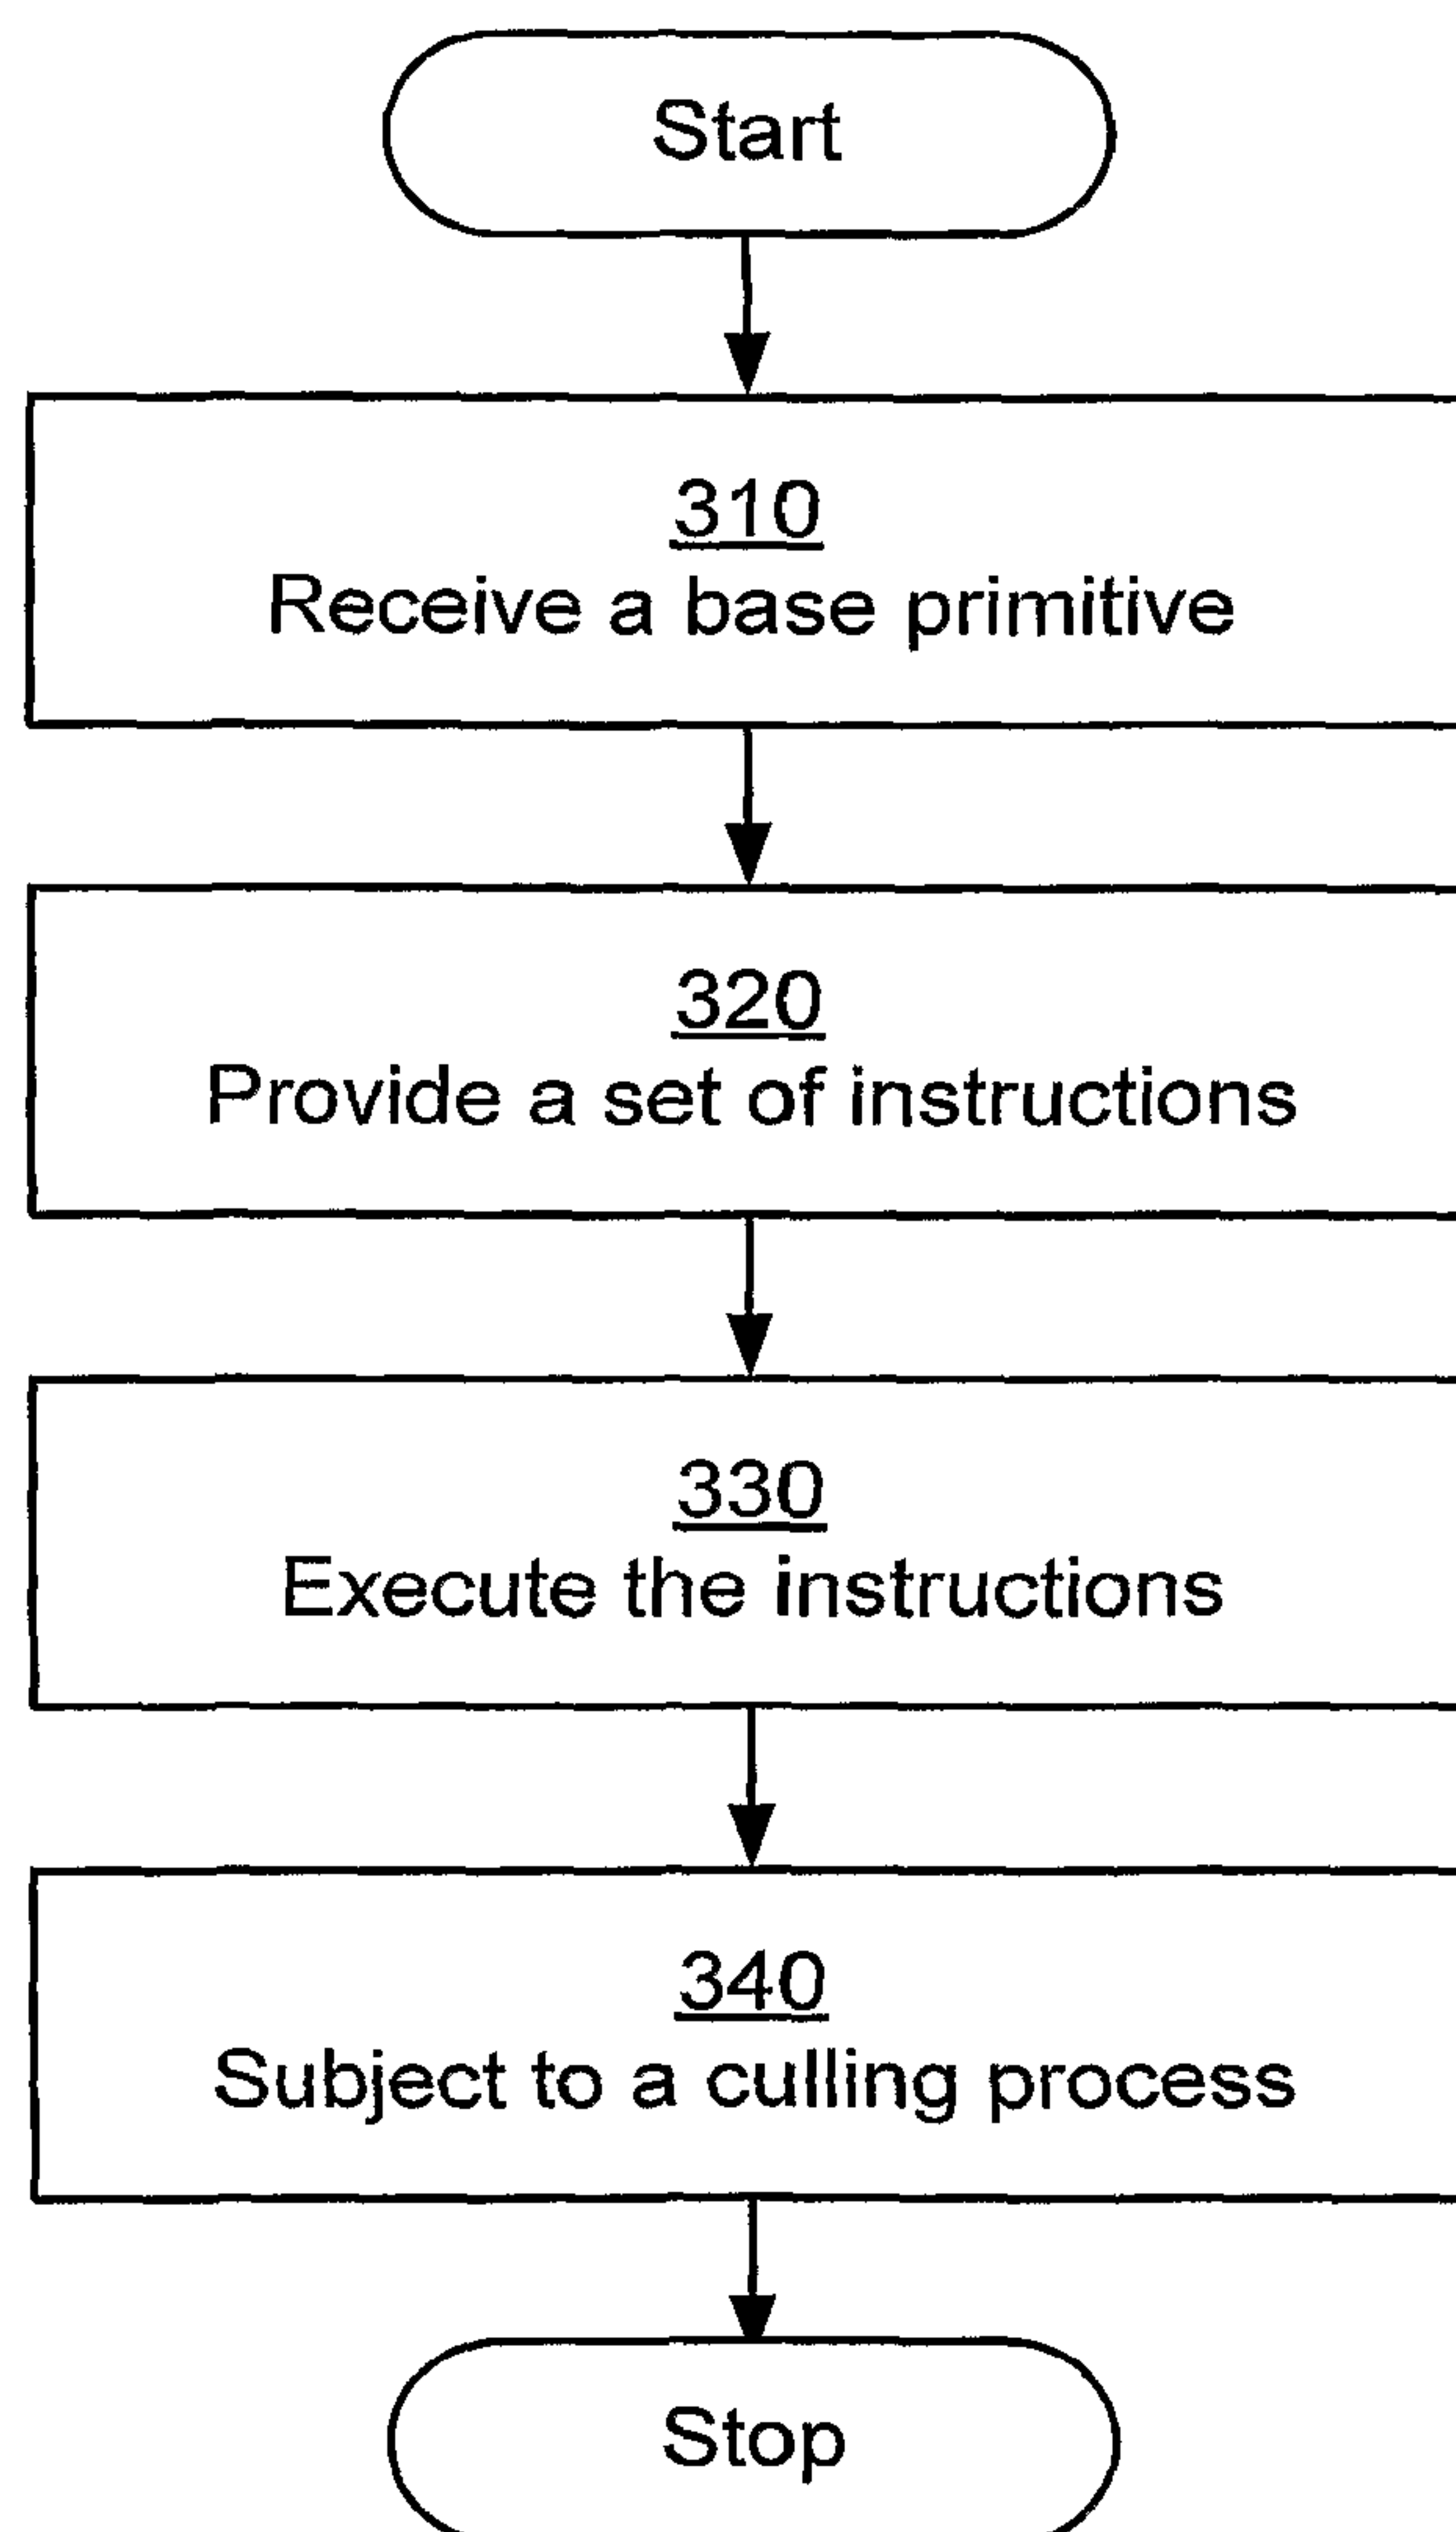 Start
310
Receive a base primitive
320
Provide a set of instructions
330
Execute the instructions
340
Subject to a culling process
Stop